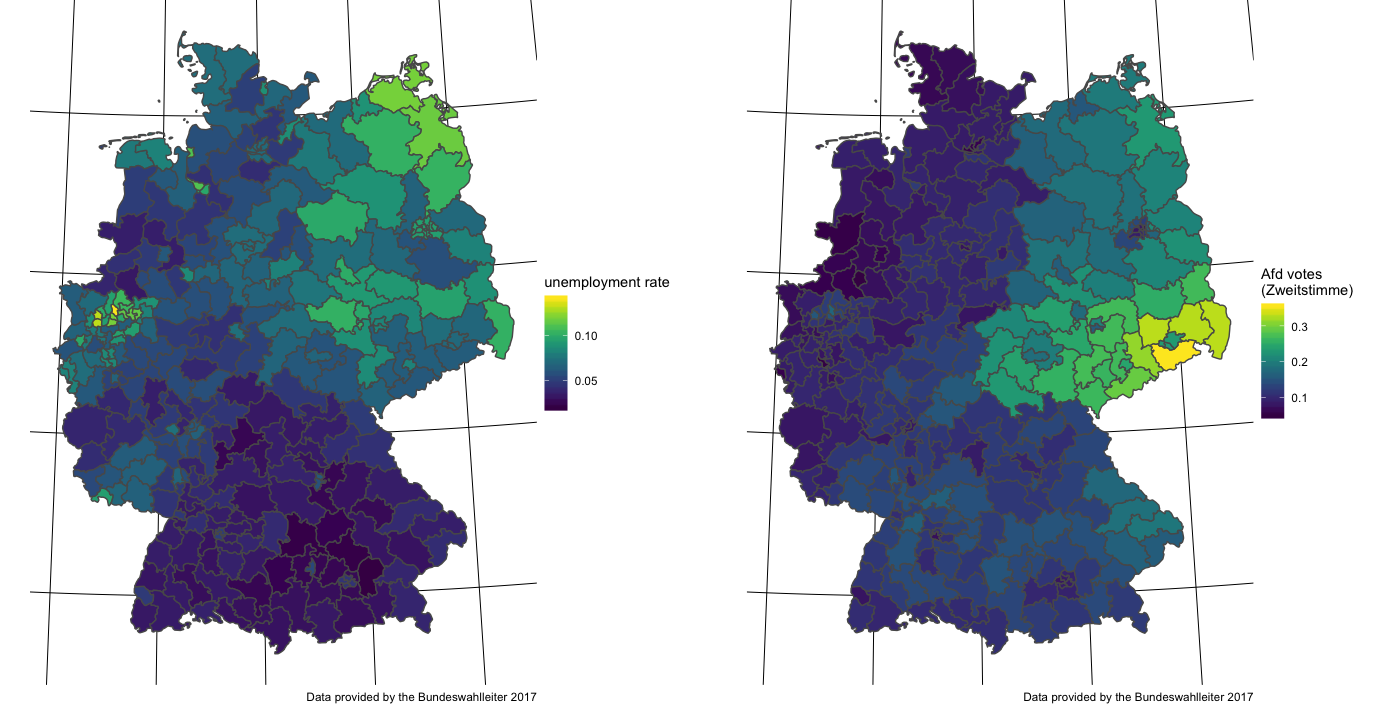 unemployment rate
0.10
0.05
Data provided by the Bundeswahlleiter 2017
Afd votes
(Zweitstimme)
0.3
0.2
0.1
Data provided by the Bundeswahlleiter 2017